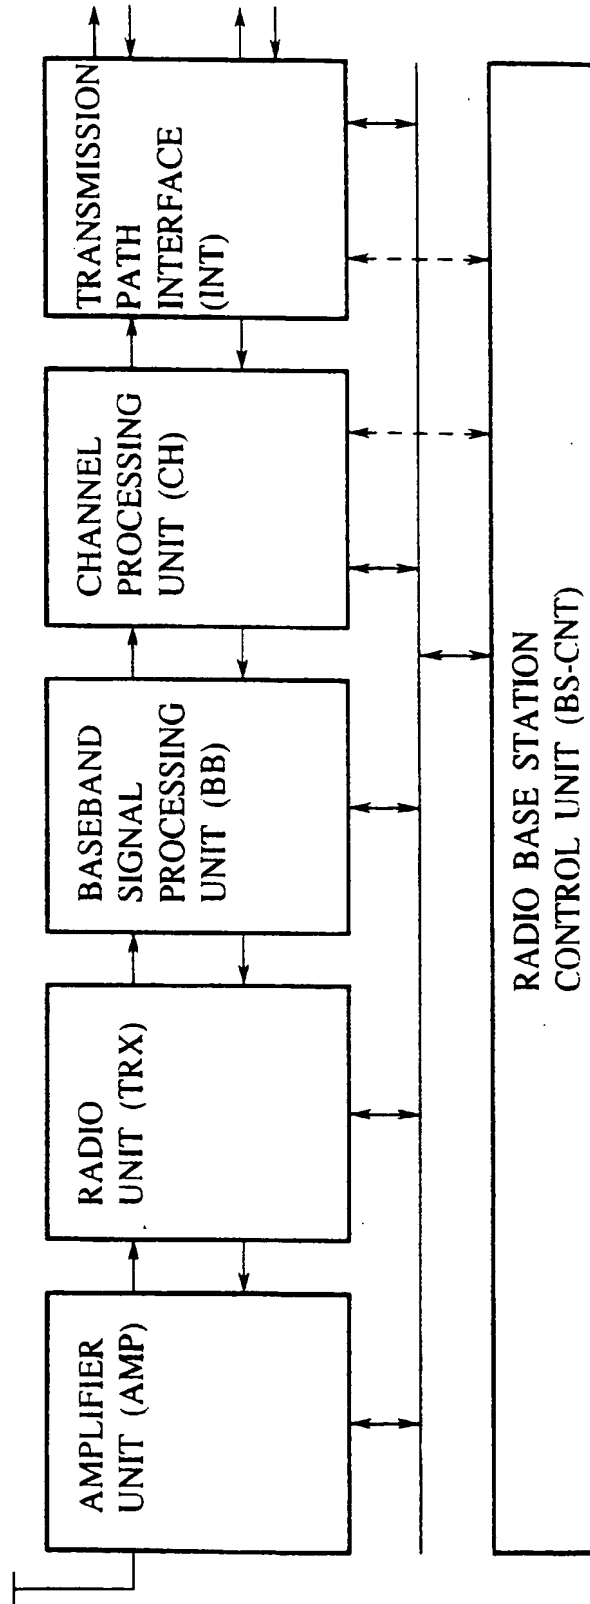 AMPLIFIER
UNIT (AMP)
RADIO
UNIT (TRX)
BASEBAND
SIGNAL
PROCESSING
UNIT (BB)
CHANNEL
PROCESSING
UNIT (CH)
TRANSMISSION
PATH
INTERFACE
(INT)
RADIO BASE STATION
CONTROL UNIT (BS-CNT)